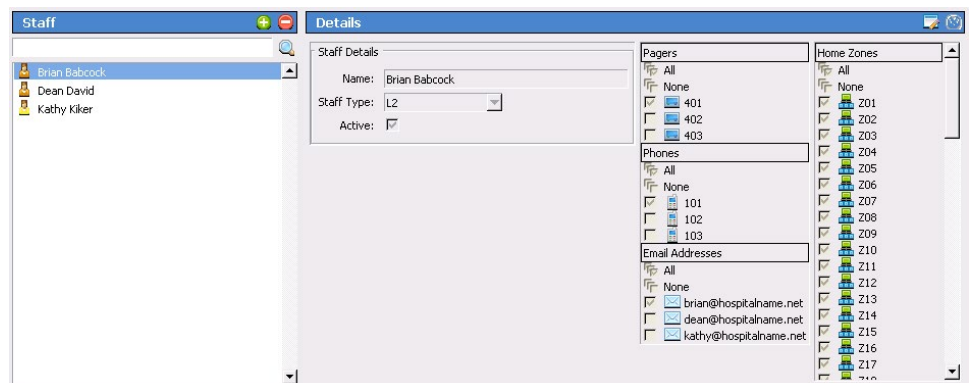 Staff
Details
Brian Babcock
Dean David
Kathy Kiker
Staff Details
Name: Brian Babcock
Staff Type: L2
Active:
Pagers
All
None
401
402
403
Phones
All
None
101
102
103
Email Addresses
All
None
brian@hospitalname.net
dean@hospitalname.net
kathy@hospitalname.net
Home Zones
All
None
Z01
Z02
Z03
Z04
Z05
Z06
Z07
Z08
Z09
Z10
Z11
Z12
Z13
Z14
Z15
Z16
Z17